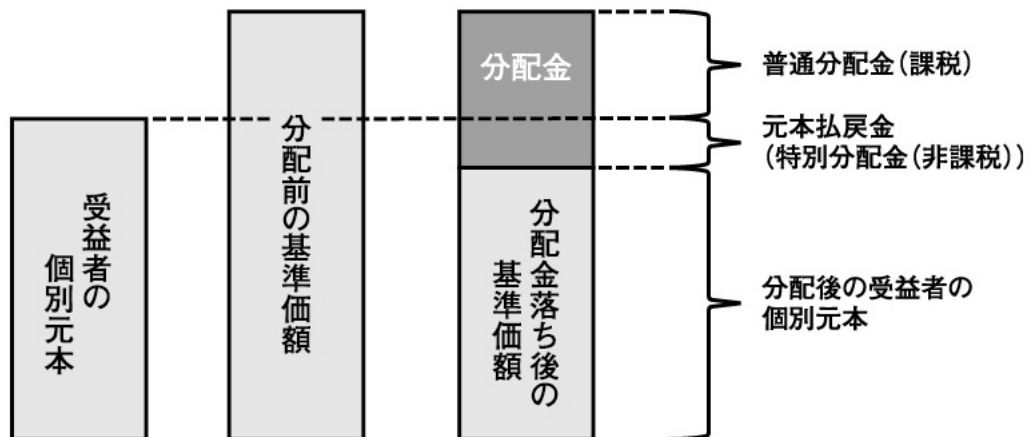 受益者の
個別元本
分配前の基準価額
分配金
分配金落ち後の
基準価額
普通分配金(課税)
元本払戻金
(特別分配金(非課税))
分配後の受益者の
個別元本